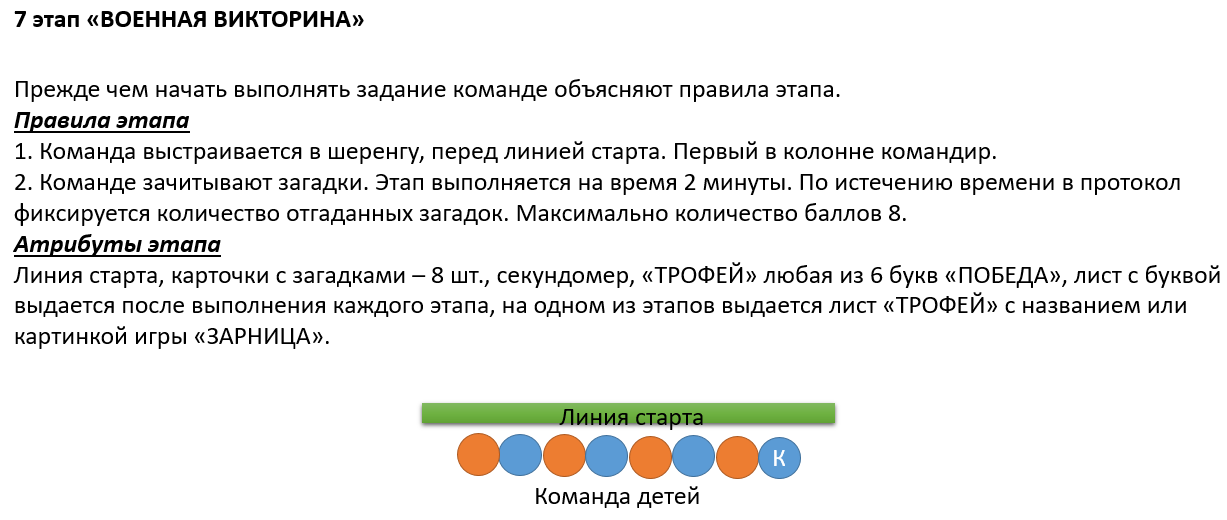 7 этап «ВОЕННАЯ ВИКТОРИНА»
Прежде чем начать выполнять задание команде объясняют правила этапа.
Правила этапа
1. Команда выстраивается в шеренгу, перед линией старта. Первый в колонне командир.
2. Команде зачитывают загадки. Этап выполняется на время 2 минуты. По истечению времени в протокол
фиксируется количество отгаданных загадок. Максимально количество баллов 8.
Атрибуты этапа
Линия старта, карточки с загадками – 8 шт., секундомер, «ТРОФЕЙ» любая из 6 букв «ПОБЕДА», лист с буквой
выдается после выполнения каждого этапа, на одном из этапов выдается лист «ТРОФЕЙ» с названием или
картинкой игры «ЗАРНИЦА».
Линия старта
К
Команда детей